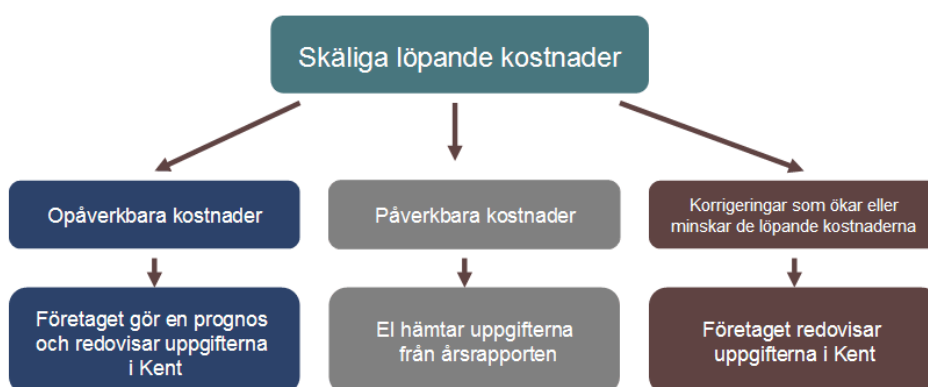 Skäliga löpande kostnader
Opåverkbara kostnader
Påverkbara kostnader
Korrigeringar som ökar eller
minskar de löpande kostnaderna
Företaget gör en prognos
och redovisar uppgifterna
i Kent
EI hämtar uppgifterna
från årsrapporten
Företaget redovisar
uppgifterna i Kent